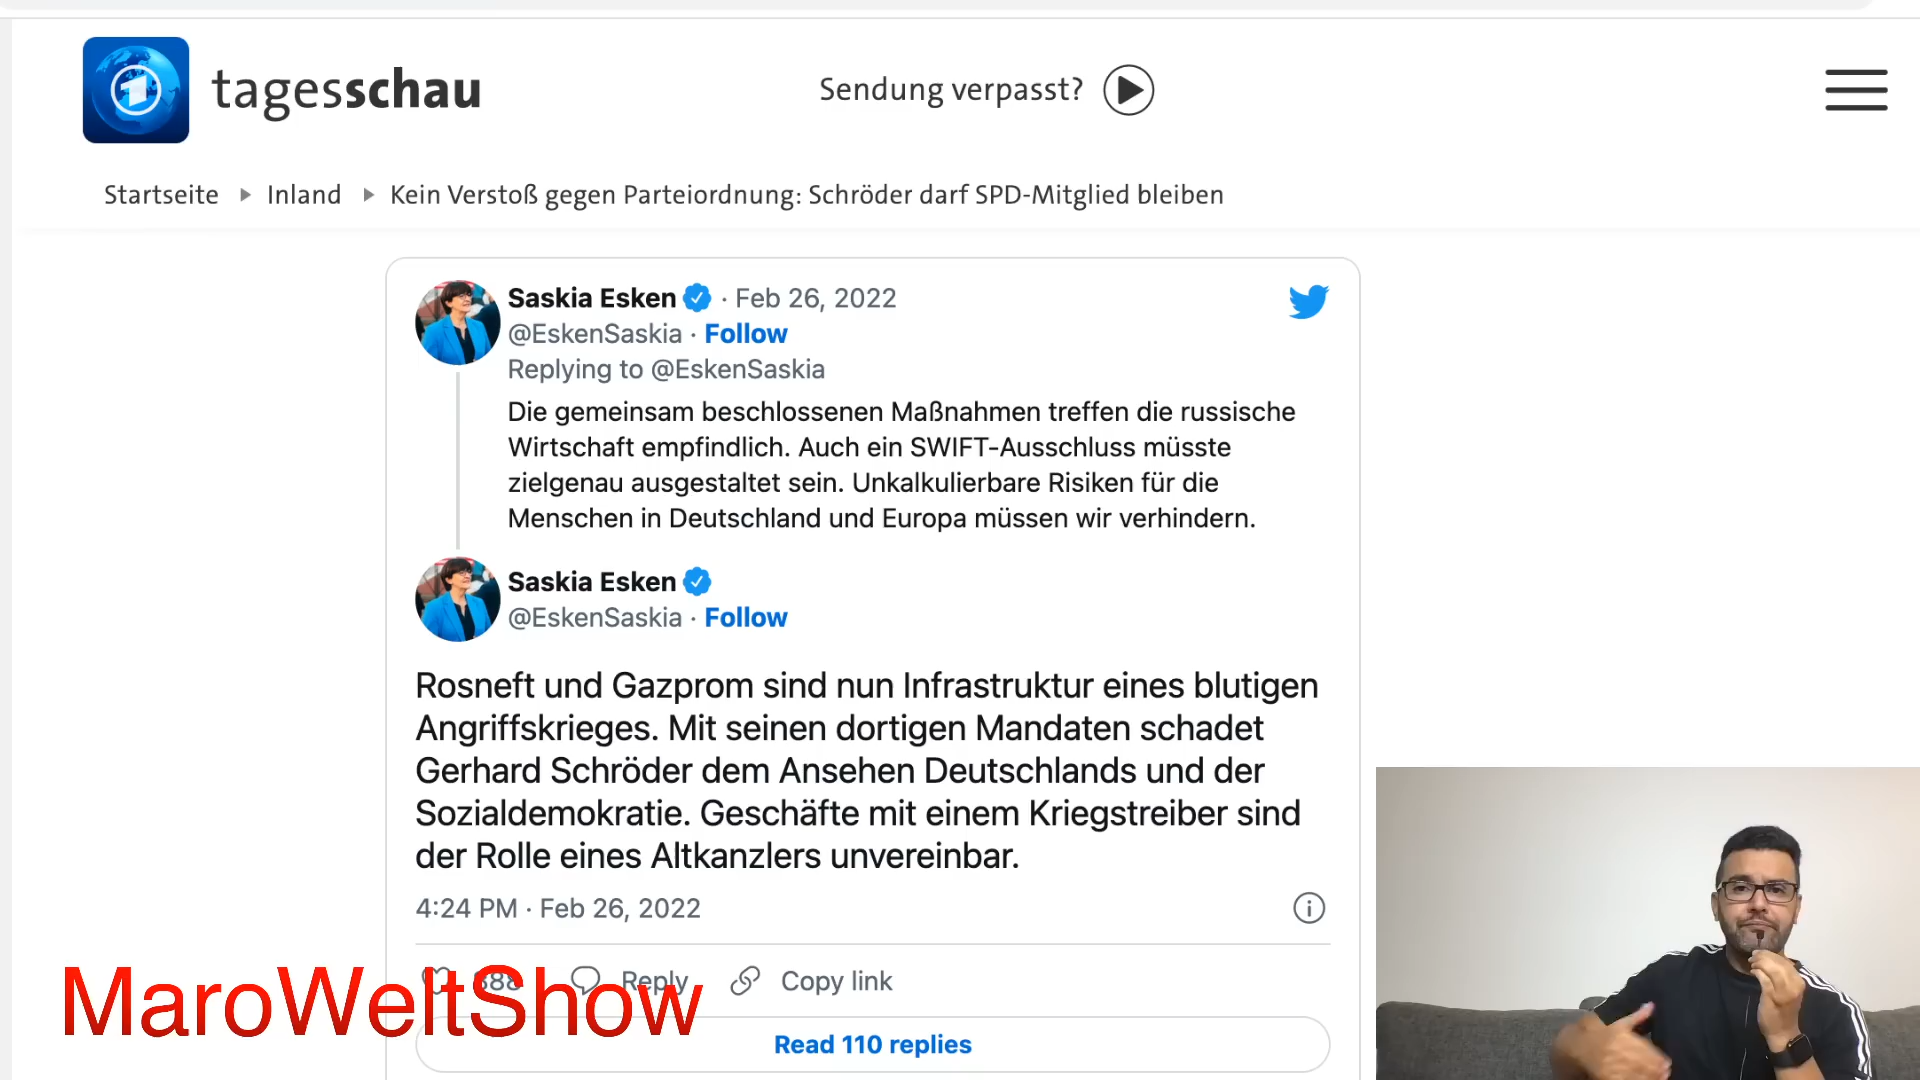 tagesschau
Sendung verpasst?
Startseite ▸ Inland ▸ Kein Verstoß gegen Parteiordnung: Schröder darf SPD-Mitglied bleiben
Saskia Esken · Feb 26, 2022
@EskenSaskia · Follow
Replying to @EskenSaskia
Die gemeinsam beschlossenen Maßnahmen treffen die russische
Wirtschaft empfindlich. Auch ein SWIFT-Ausschluss müsste
zielgenau ausgestaltet sein. Unkalkulierbare Risiken für die
Menschen in Deutschland und Europa müssen wir verhindern.
Saskia Esken
@EskenSaskia · Follow
Rosneft und Gazprom sind nun Infrastruktur eines blutigen
Angriffskrieges. Mit seinen dortigen Mandaten schadet
Gerhard Schröder dem Ansehen Deutschlands und der
Sozialdemokratie. Geschäfte mit einem Kriegstreiber sind
der Rolle eines Altkanzlers unvereinbar.
4:24 PM · Feb 26, 2022
Reply Copy link
MaroWeltShow
Read 110 replies